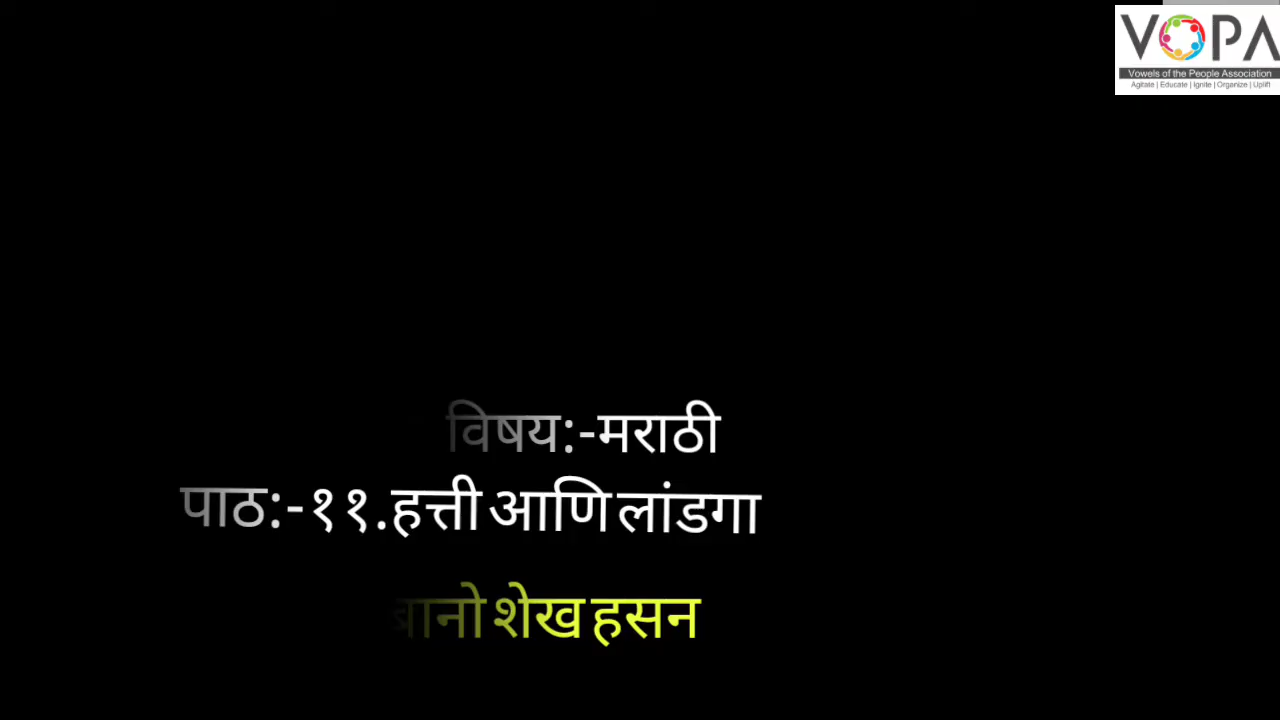 VOPA
Vowels of the People Association
Agitate | Educate | Ignite | Organize | Uplift
विषय:-मराठी
पाठ:-११.हत्ती आणि लांडगा
बानो शेख हसन